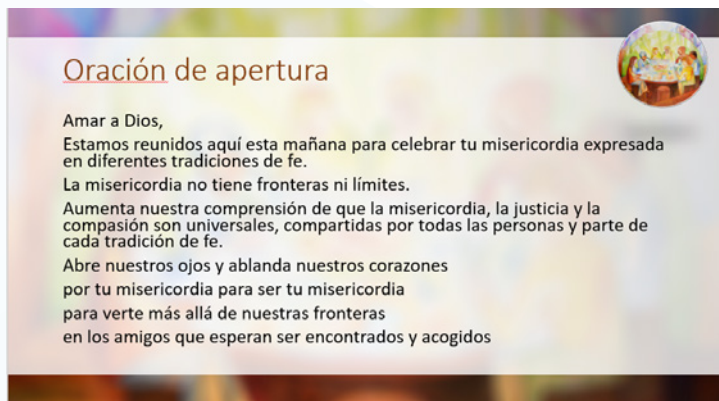 Oración de apertura
Amar a Dios,
Estamos reunidos aquí esta mañana para celebrar tu misericordia expresada
en diferentes tradiciones de fe.
La misericordia no tiene fronteras ni límites.
Aumenta nuestra comprensión de que la misericordia, la justicia y la
compasión son universales, compartidas por todas las personas y parte de
cada tradición de fe.
Abre nuestros ojos y ablanda nuestros corazones
por tu misericordia para ser tu misericordia
para verte más allá de nuestras fronteras
en los amigos que esperan ser encontrados y acogidos